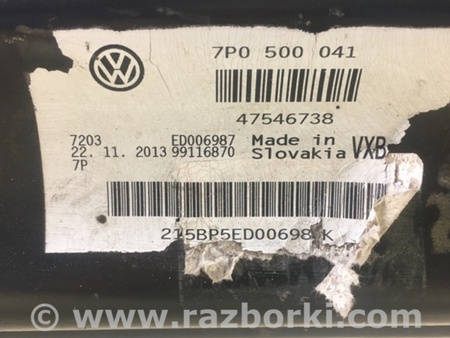 7P0 500 041
47546738
7203 ED006987 Made in
22. 11. 2013 99116870 Slovakia VXB
7P
215BP5ED00698 K
© www.razborki.com